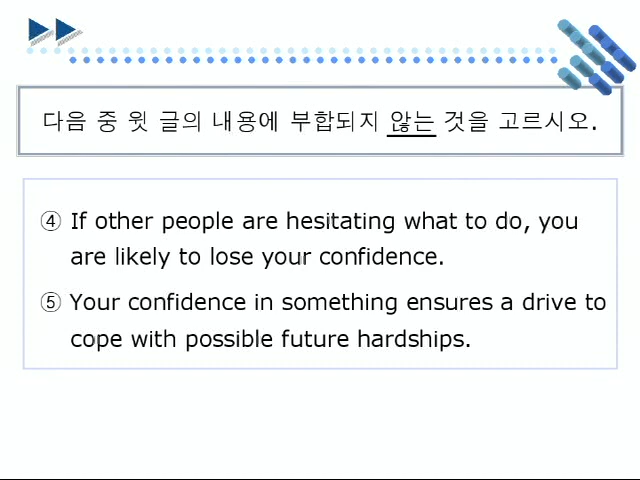 다음 중 윗 글의 내용에 부합되지 않는 것을 고르시오.
④ If other people are hesitating what to do, you
are likely to lose your confidence.
⑤ Your confidence in something ensures a drive to
cope with possible future hardships.